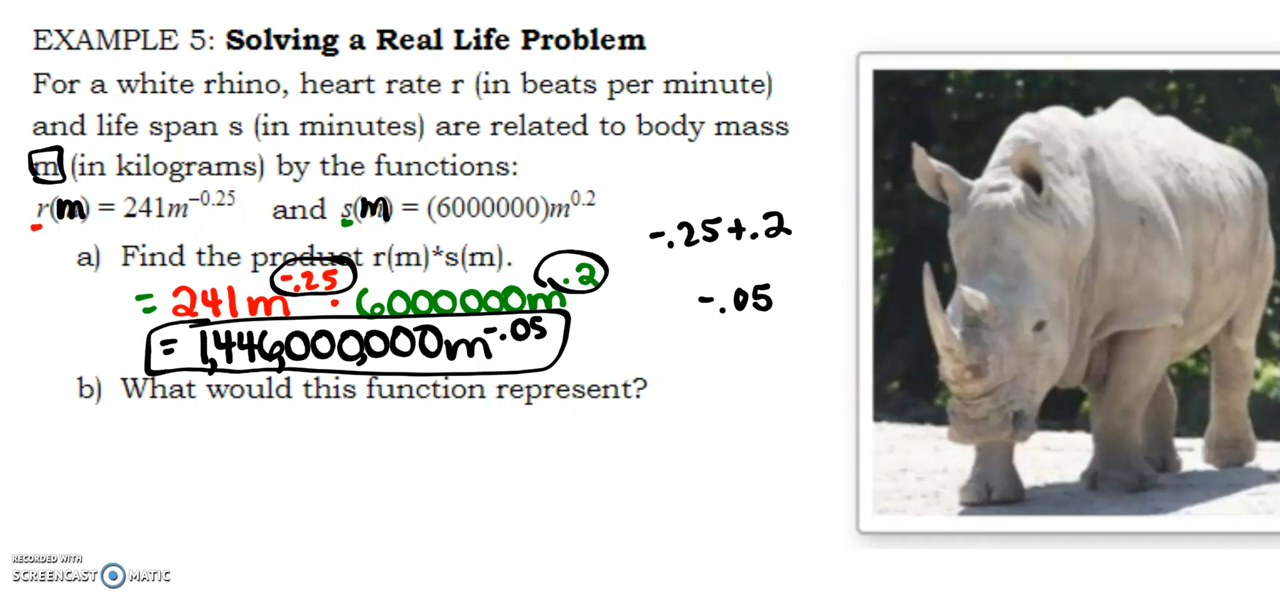 EXAMPLE 5: Solving a Real Life Problem
For a white rhino, heart rate r (in beats per minute)
and life span s (in minutes) are related to body mass
m (in kilograms) by the functions:
r(m) = 241m^-0.25 and s(m) = (6000000)m^0.2
-.25+.2
a) Find the product r(m)*s(m).
= 241m^-.25 · 6000000m^.2
-.05
= 1,446,000,000m^-.05
b) What would this function represent?
RECORDED WITH
SCREENCAST MATIC